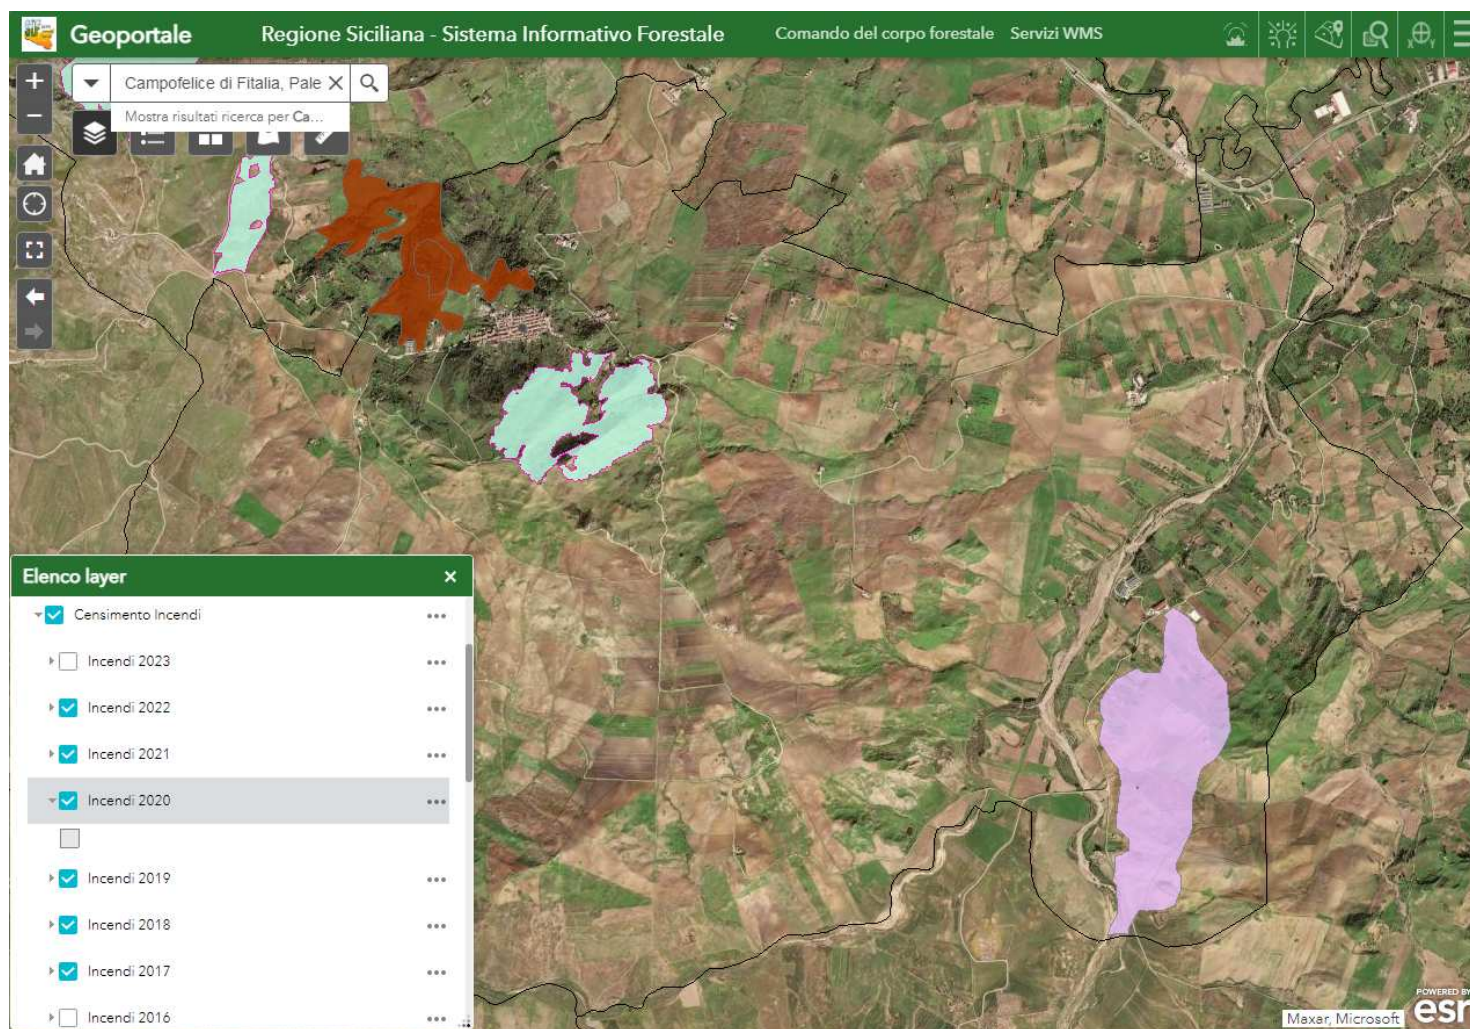 Geoportale
Regione Siciliana - Sistema Informativo Forestale
Comando del corpo forestale Servizi WMS
Campofelice di Fitalia, Pale
Mostra risultati ricerca per Ca...
Elenco layer
Censimento Incendi
Incendi 2023
Incendi 2022
Incendi 2021
Incendi 2020
Incendi 2019
Incendi 2018
Incendi 2017
Incendi 2016
POWERED BY
esri
Maxar, Microsoft